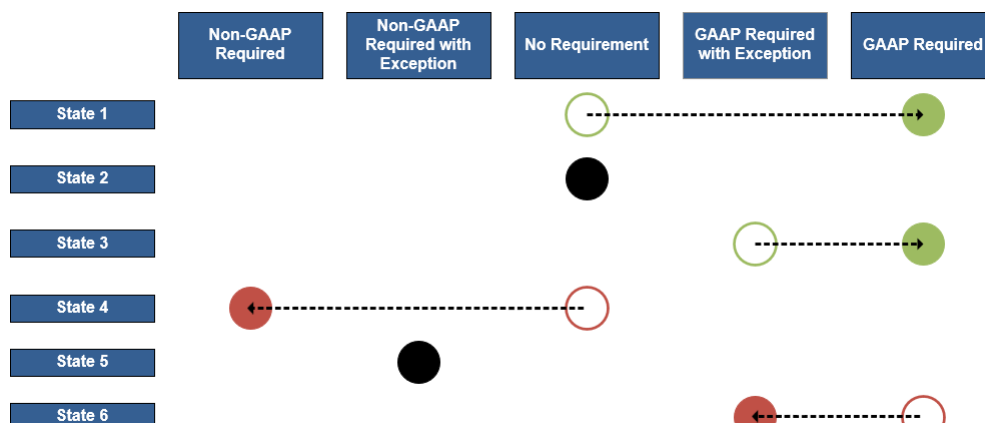 Non-GAAP
Required
Non-GAAP
Required with
Exception
No Requirement
GAAP Required
with Exception
GAAP Required
State 1
State 2
State 3
State 4
State 5
State 6